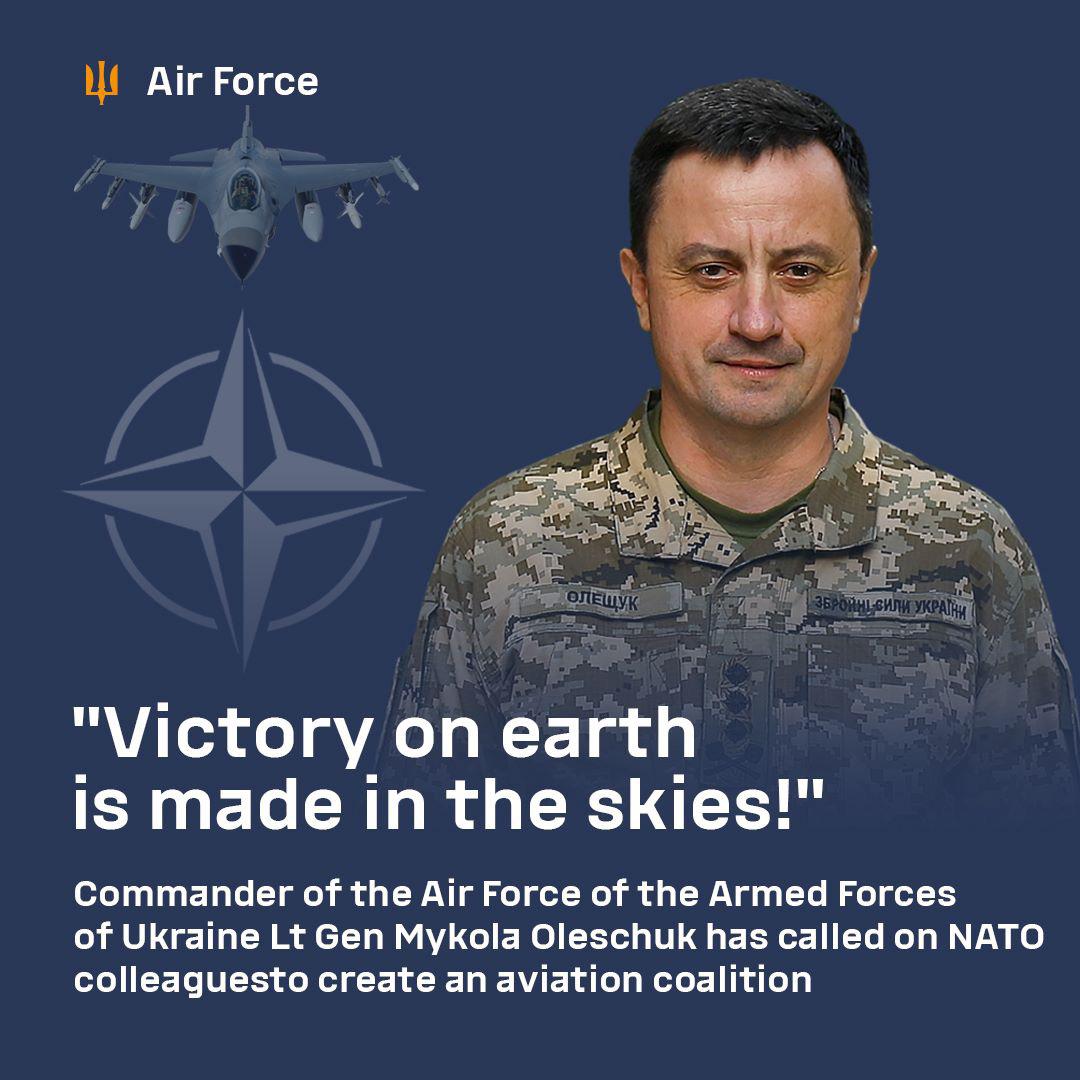 Air Force
ОЛЕЩУК
ЗБРОЙНІ СИЛИ УКРАЇНИ
"Victory on earth
is made in the skies!"
Commander of the Air Force of the Armed Forces
of Ukraine Lt Gen Mykola Oleschuk has called on NATO
colleaguesto create an aviation coalition